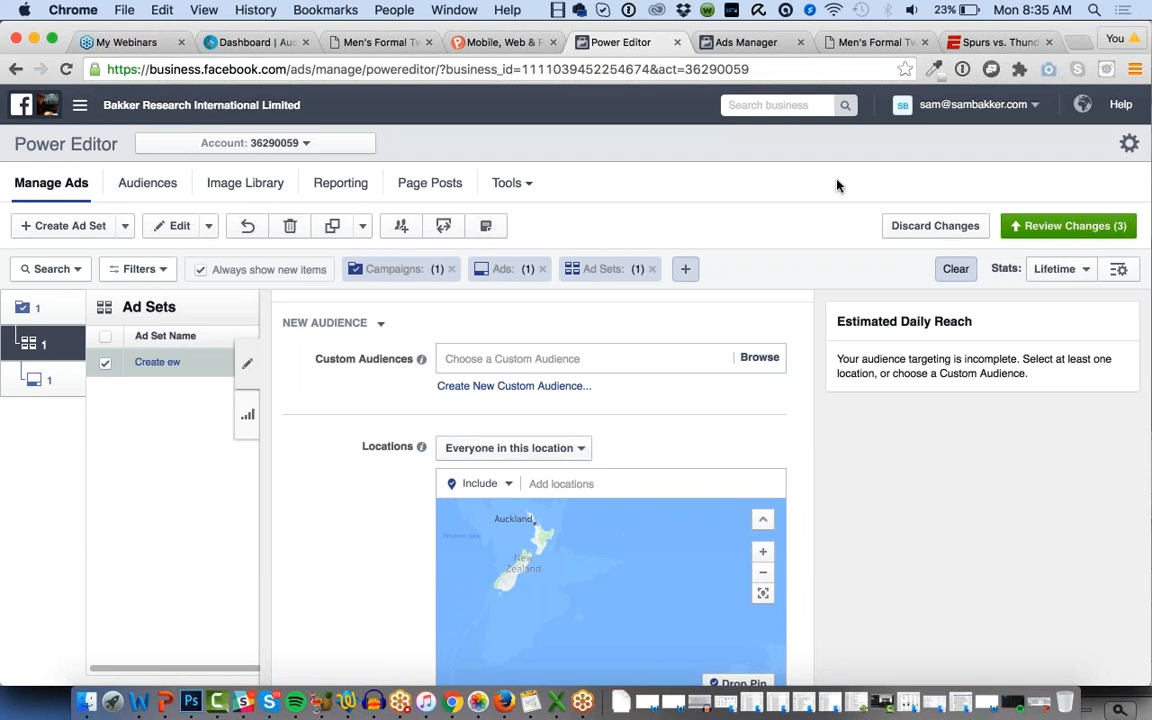 Chrome File Edit View History Bookmarks People Window Help 23% Mon 8:35 AM
My Webinars
Dashboard | Au
Men's Formal Tw
Mobile, Web & F
Power Editor
Ads Manager
Men's Formal Tw
Spurs vs. Thund
You
https://business.facebook.com/ads/manage/powereditor/?business_id=1111039452254674&act=36290059
Bakker Research International Limited
Search business
SB
sam@sambakker.com
Help
Power Editor
Account: 36290059
Manage Ads
Audiences
Image Library
Reporting
Page Posts
Tools
+ Create Ad Set
Edit
Discard Changes
Review Changes (3)
Search
Filters
Always show new items
Campaigns: (1)
Ads: (1)
Ad Sets: (1)
Clear
Stats:
Lifetime
1
Ad Sets
NEW AUDIENCE
Estimated Daily Reach
1
Ad Set Name
Create ew
Custom Audiences
Choose a Custom Audience
Browse
Your audience targeting is incomplete. Select at least one
location, or choose a Custom Audience.
1
Create New Custom Audience...
Locations
Everyone in this location
Include
Add locations
Auckland
New
Zealand
Drop Pin